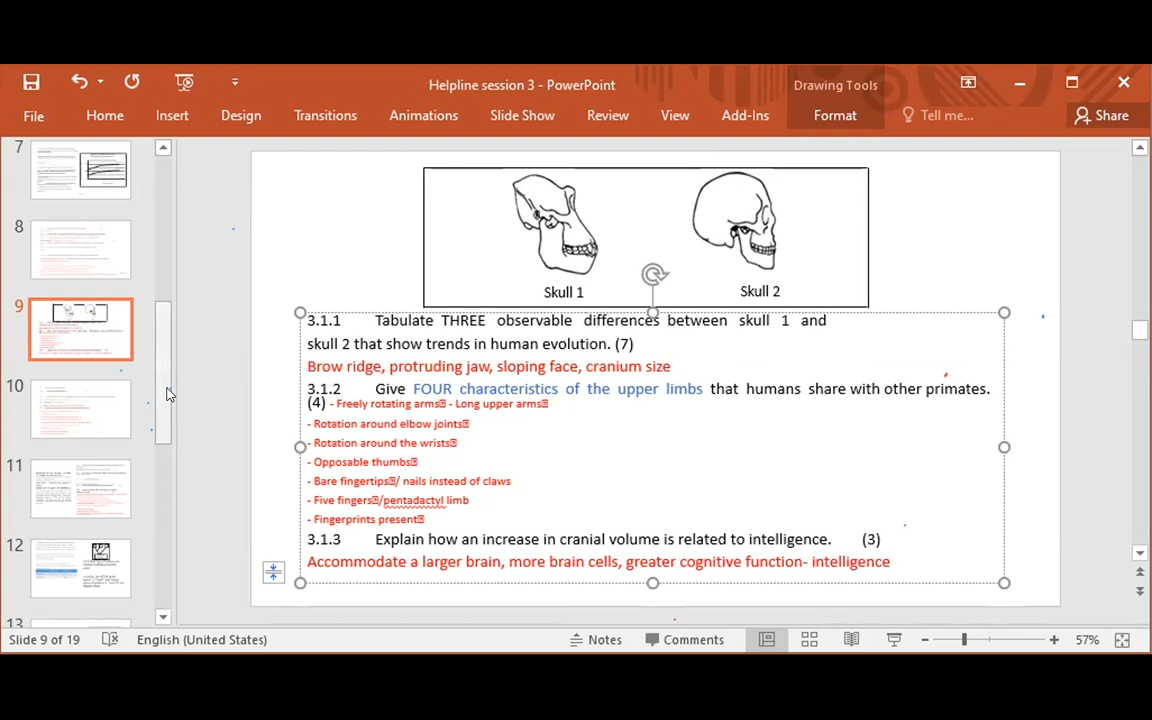 Helpline session 3 - PowerPoint
Drawing Tools
File
Home
Insert
Design
Transitions
Animations
Slide Show
Review
View
Add-Ins
Format
Tell me...
Share
7
8
9
10
11
12
13
Skull 1
Skull 2
3.1.1 Tabulate THREE observable differences between skull 1 and
skull 2 that show trends in human evolution. (7)
Brow ridge, protruding jaw, sloping face, cranium size
3.1.2 Give FOUR characteristics of the upper limbs that humans share with other primates.
(4) - Freely rotating arms - Long upper arms
- Rotation around elbow joints
- Rotation around the wrists
- Opposable thumbs
- Bare fingertips/ nails instead of claws
- Five fingers/pentadactyl limb
- Fingerprints present
3.1.3 Explain how an increase in cranial volume is related to intelligence. (3)
Accommodate a larger brain, more brain cells, greater cognitive function- intelligence
Slide 9 of 19
English (United States)
Notes
Comments
57%